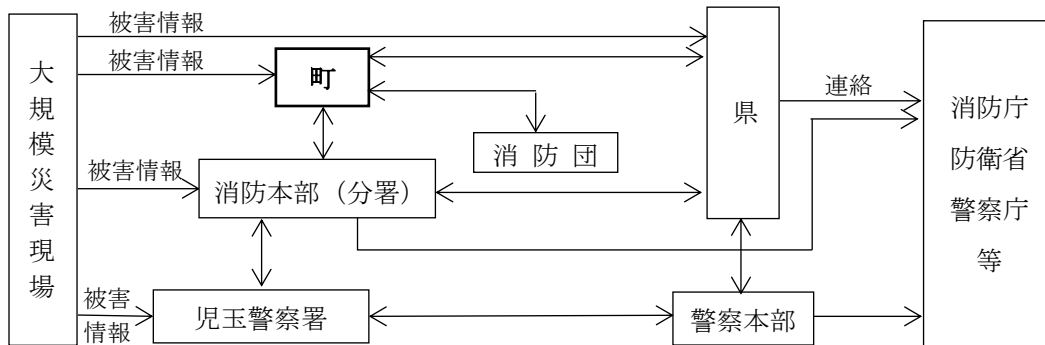 大規模災害現場
被害情報
被害情報
町
県
連絡
消防団
消防庁
防衛省
警察庁
等
被害情報
消防本部（分署）
被害
情報
児玉警察署
警察本部